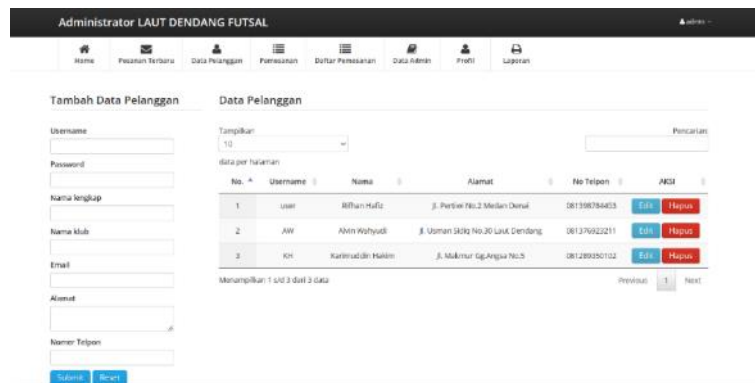 Administrator LAUT DENDANG FUTSAL
admin
Home
Pesanan Terbaru
Data Pelanggan
Pemesanan
Daftar Pemesanan
Data Admin
Profil
Laporan
Tambah Data Pelanggan
Username
Password
Nama lengkap
Nama klub
Email
Alamat
Nomer Telpon
Submit Reset
Data Pelanggan
Tampilkan
10
data per halaman
Pencarian:
No. Username Nama Alamat No Telpon AKSI
1 user Rifhan Hafiz Jl. Pertiwi No.2 Medan Denai Edit Hapus
2 AW Alvin Wahyudi Jl. Usman Sidiq No.30 Laut Dendang 081376923211 Edit Hapus
3 KH Karimuddin Hakim Jl. Makmur Gg.Angsa No.5 081289350102 Edit Hapus
Menampilkan 1 s/d 3 dari 3 data
Previous 1 Next